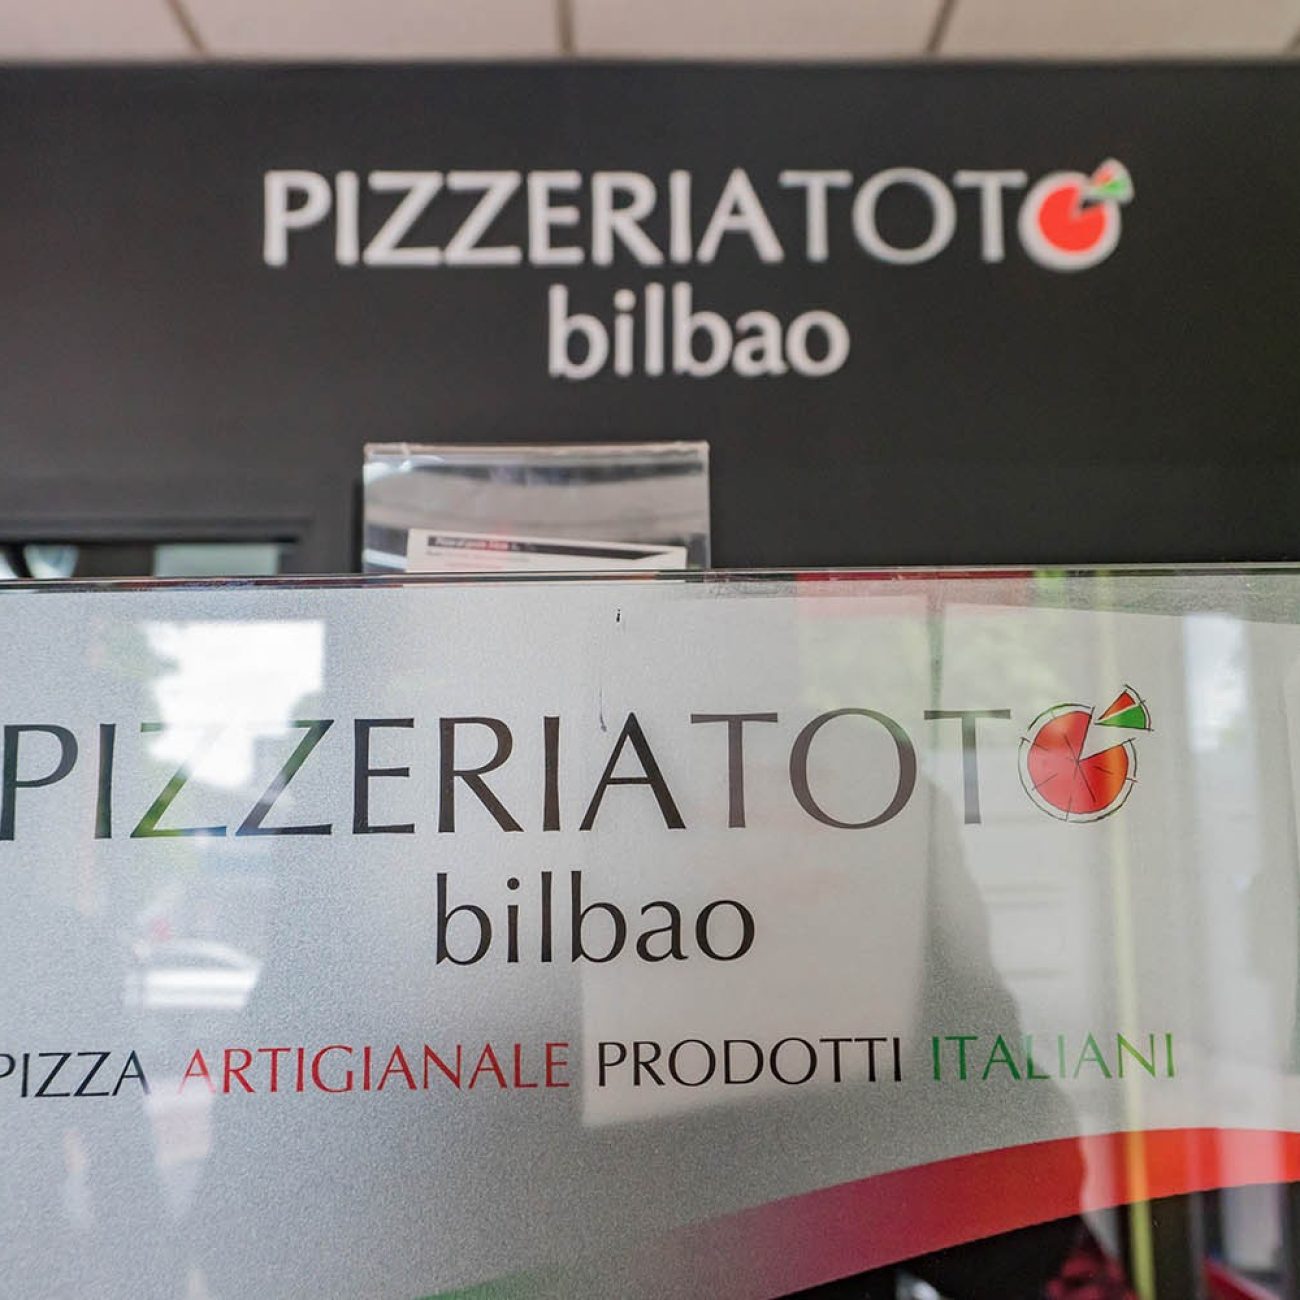 PIZZERIATOTO
bilbao
PIZZERIATOTO
bilbao
PIZZA ARTIGIANALE PRODOTTI ITALIANI